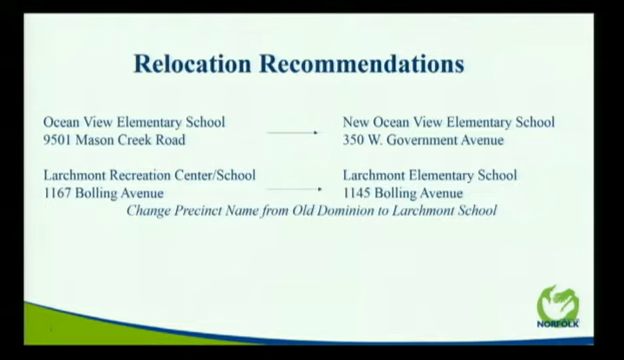 Relocation Recommendations
Ocean View Elementary School
9501 Mason Creek Road
New Ocean View Elementary School
350 W. Government Avenue
Larchmont Recreation Center/School
1167 Bolling Avenue
Larchmont Elementary School
1145 Bolling Avenue
Change Precinct Name from Old Dominion to Larchmont School
NORFOLK